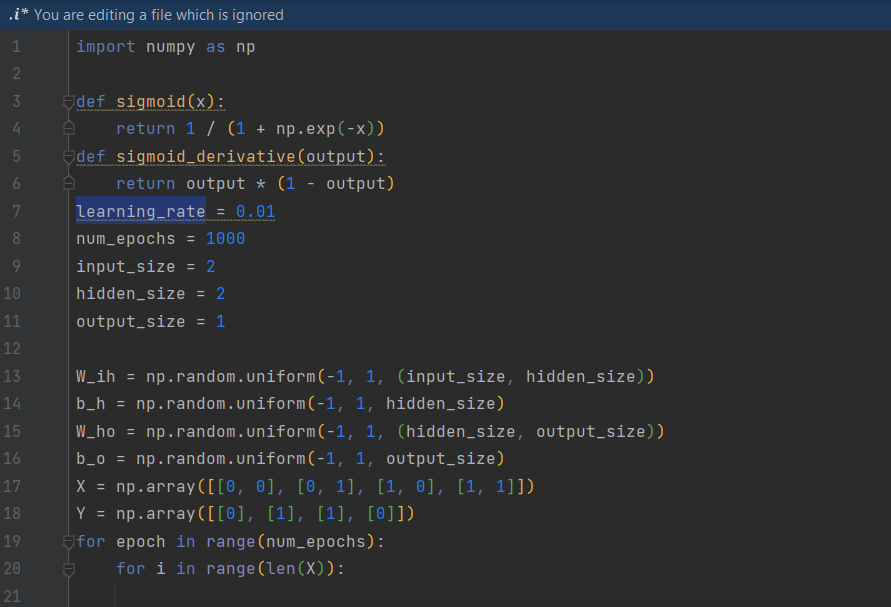 .i* You are editing a file which is ignored
1 import numpy as np
2
3 def sigmoid(x):
4     return 1 / (1 + np.exp(-x))
5 def sigmoid_derivative(output):
6     return output * (1 - output)
7 learning_rate = 0.01
8 num_epochs = 1000
9 input_size = 2
10 hidden_size = 2
11 output_size = 1
12
13 W_ih = np.random.uniform(-1, 1, (input_size, hidden_size))
14 b_h = np.random.uniform(-1, 1, hidden_size)
15 W_ho = np.random.uniform(-1, 1, (hidden_size, output_size))
16 b_o = np.random.uniform(-1, 1, output_size)
17 X = np.array([[0, 0], [0, 1], [1, 0], [1, 1]])
18 Y = np.array([[0], [1], [1], [0]])
19 for epoch in range(num_epochs):
20     for i in range(len(X)):
21